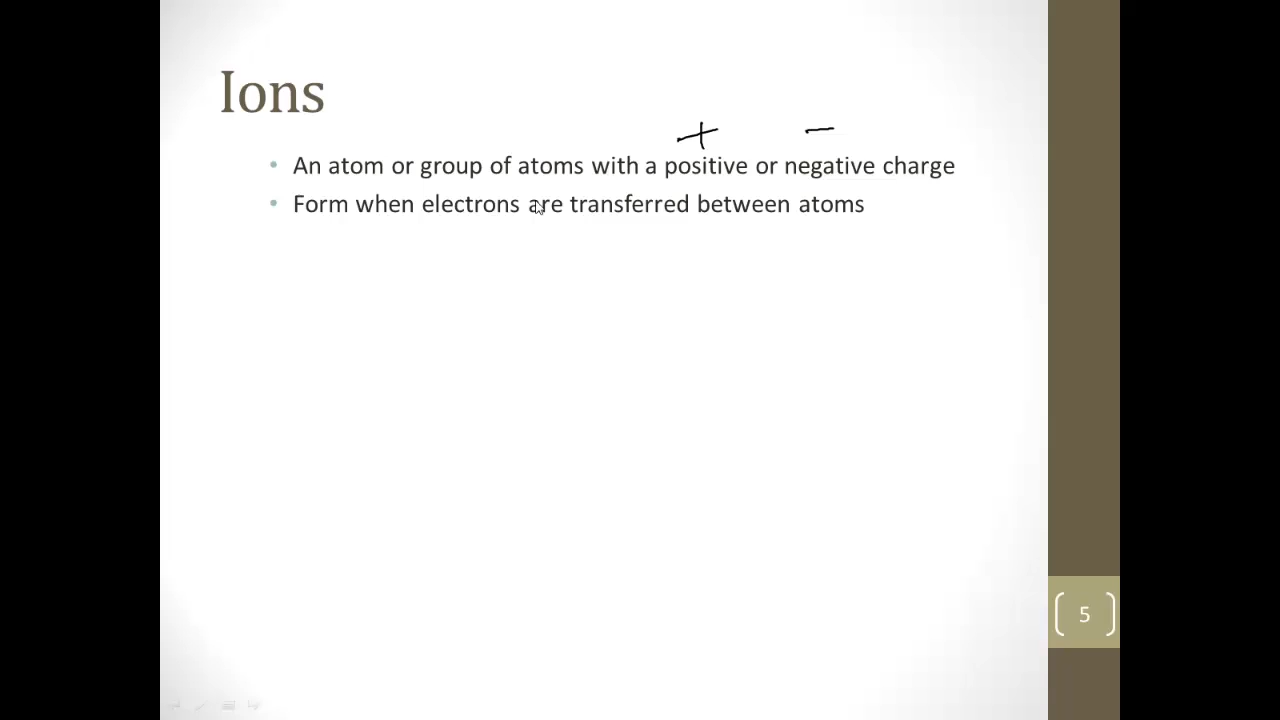 Ions
+ −
• An atom or group of atoms with a positive or negative charge
• Form when electrons are transferred between atoms
5